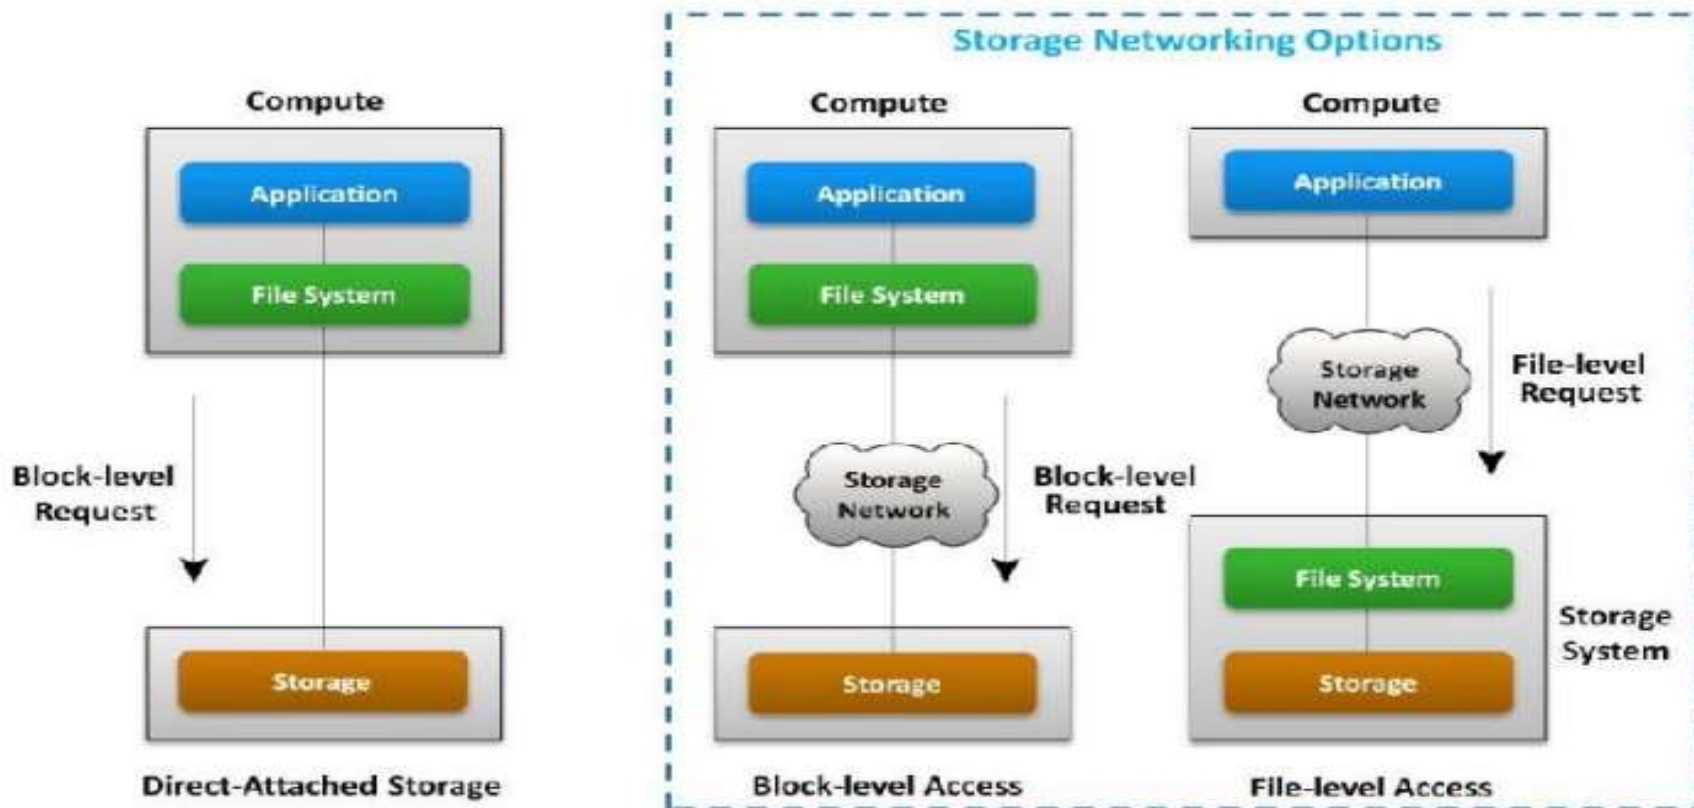 Storage Networking Options
Compute
Application
File System
Block-level
Request
Storage
Direct-Attached Storage
Compute
Application
File System
Storage
Network
Block-level
Request
Storage
Block-level Access
Compute
Application
Storage
Network
File-level
Request
File System
Storage
Storage
System
File-level Access